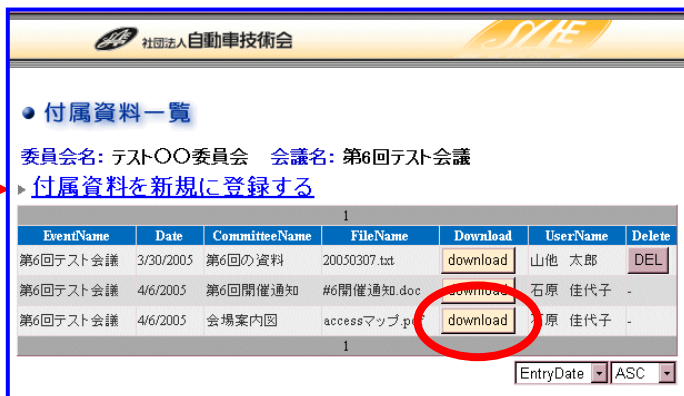 社団法人自動車技術会
付属資料一覧
委員会名: テスト〇〇委員会 会議名: 第6回テスト会議
付属資料を新規に登録する
1
EventName Date CommitteeName FileName Download UserName Delete
第6回テスト会議 3/30/2005 第6回の資料 20050307.txt download 山他 太郎 DEL
第6回テスト会議 4/6/2005 第6回開催通知 #6開催通知.doc download 石原 佳代子 -
第6回テスト会議 4/6/2005 会場案内図 accessマップ.pdf download 石原 佳代子 -
1
EntryDate ASC